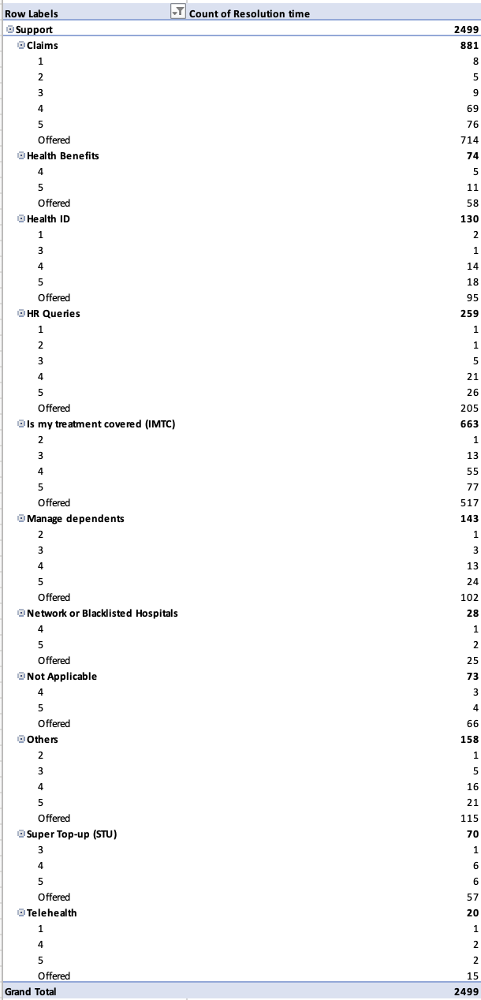 Row Labels Count of Resolution time
Support 2499
Claims 881
1 8
2 5
3 9
4 69
5 76
Offered 714
Health Benefits 74
4 5
5 11
Offered 58
Health ID 130
1 2
3 1
4 14
5 18
Offered 95
HR Queries 259
1 1
2 1
3 5
4 21
5 26
Offered 205
Is my treatment covered (IMTC) 663
2 1
3 13
4 55
5 77
Offered 517
Manage dependents 143
2 1
3 3
4 13
5 24
Offered 102
Network or Blacklisted Hospitals 28
4 1
5 2
Offered 25
Not Applicable 73
4 3
5 4
Offered 66
Others 158
2 1
3 5
4 16
5 21
Offered 115
Super Top-up (STU) 70
3 1
4 6
5 6
Offered 57
Telehealth 20
1 1
4 2
5 2
Offered 15
Grand Total 2499